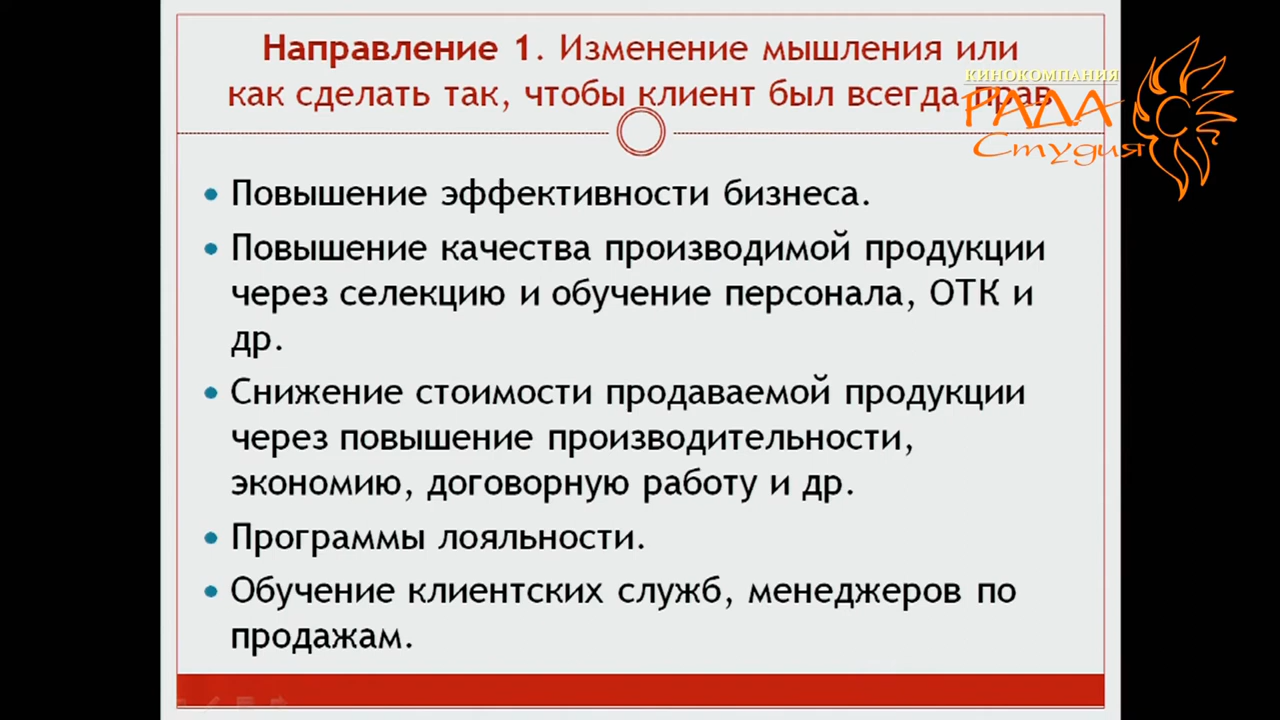 Направление 1. Изменение мышления или
как сделать так, чтобы клиент был всегда прав
КИНОКОМПАНИЯ
РАДА
Студия
Повышение эффективности бизнеса.
Повышение качества производимой продукции
через селекцию и обучение персонала, ОТК и
др.
Снижение стоимости продаваемой продукции
через повышение производительности,
экономию, договорную работу и др.
Программы лояльности.
Обучение клиентских служб, менеджеров по
продажам.